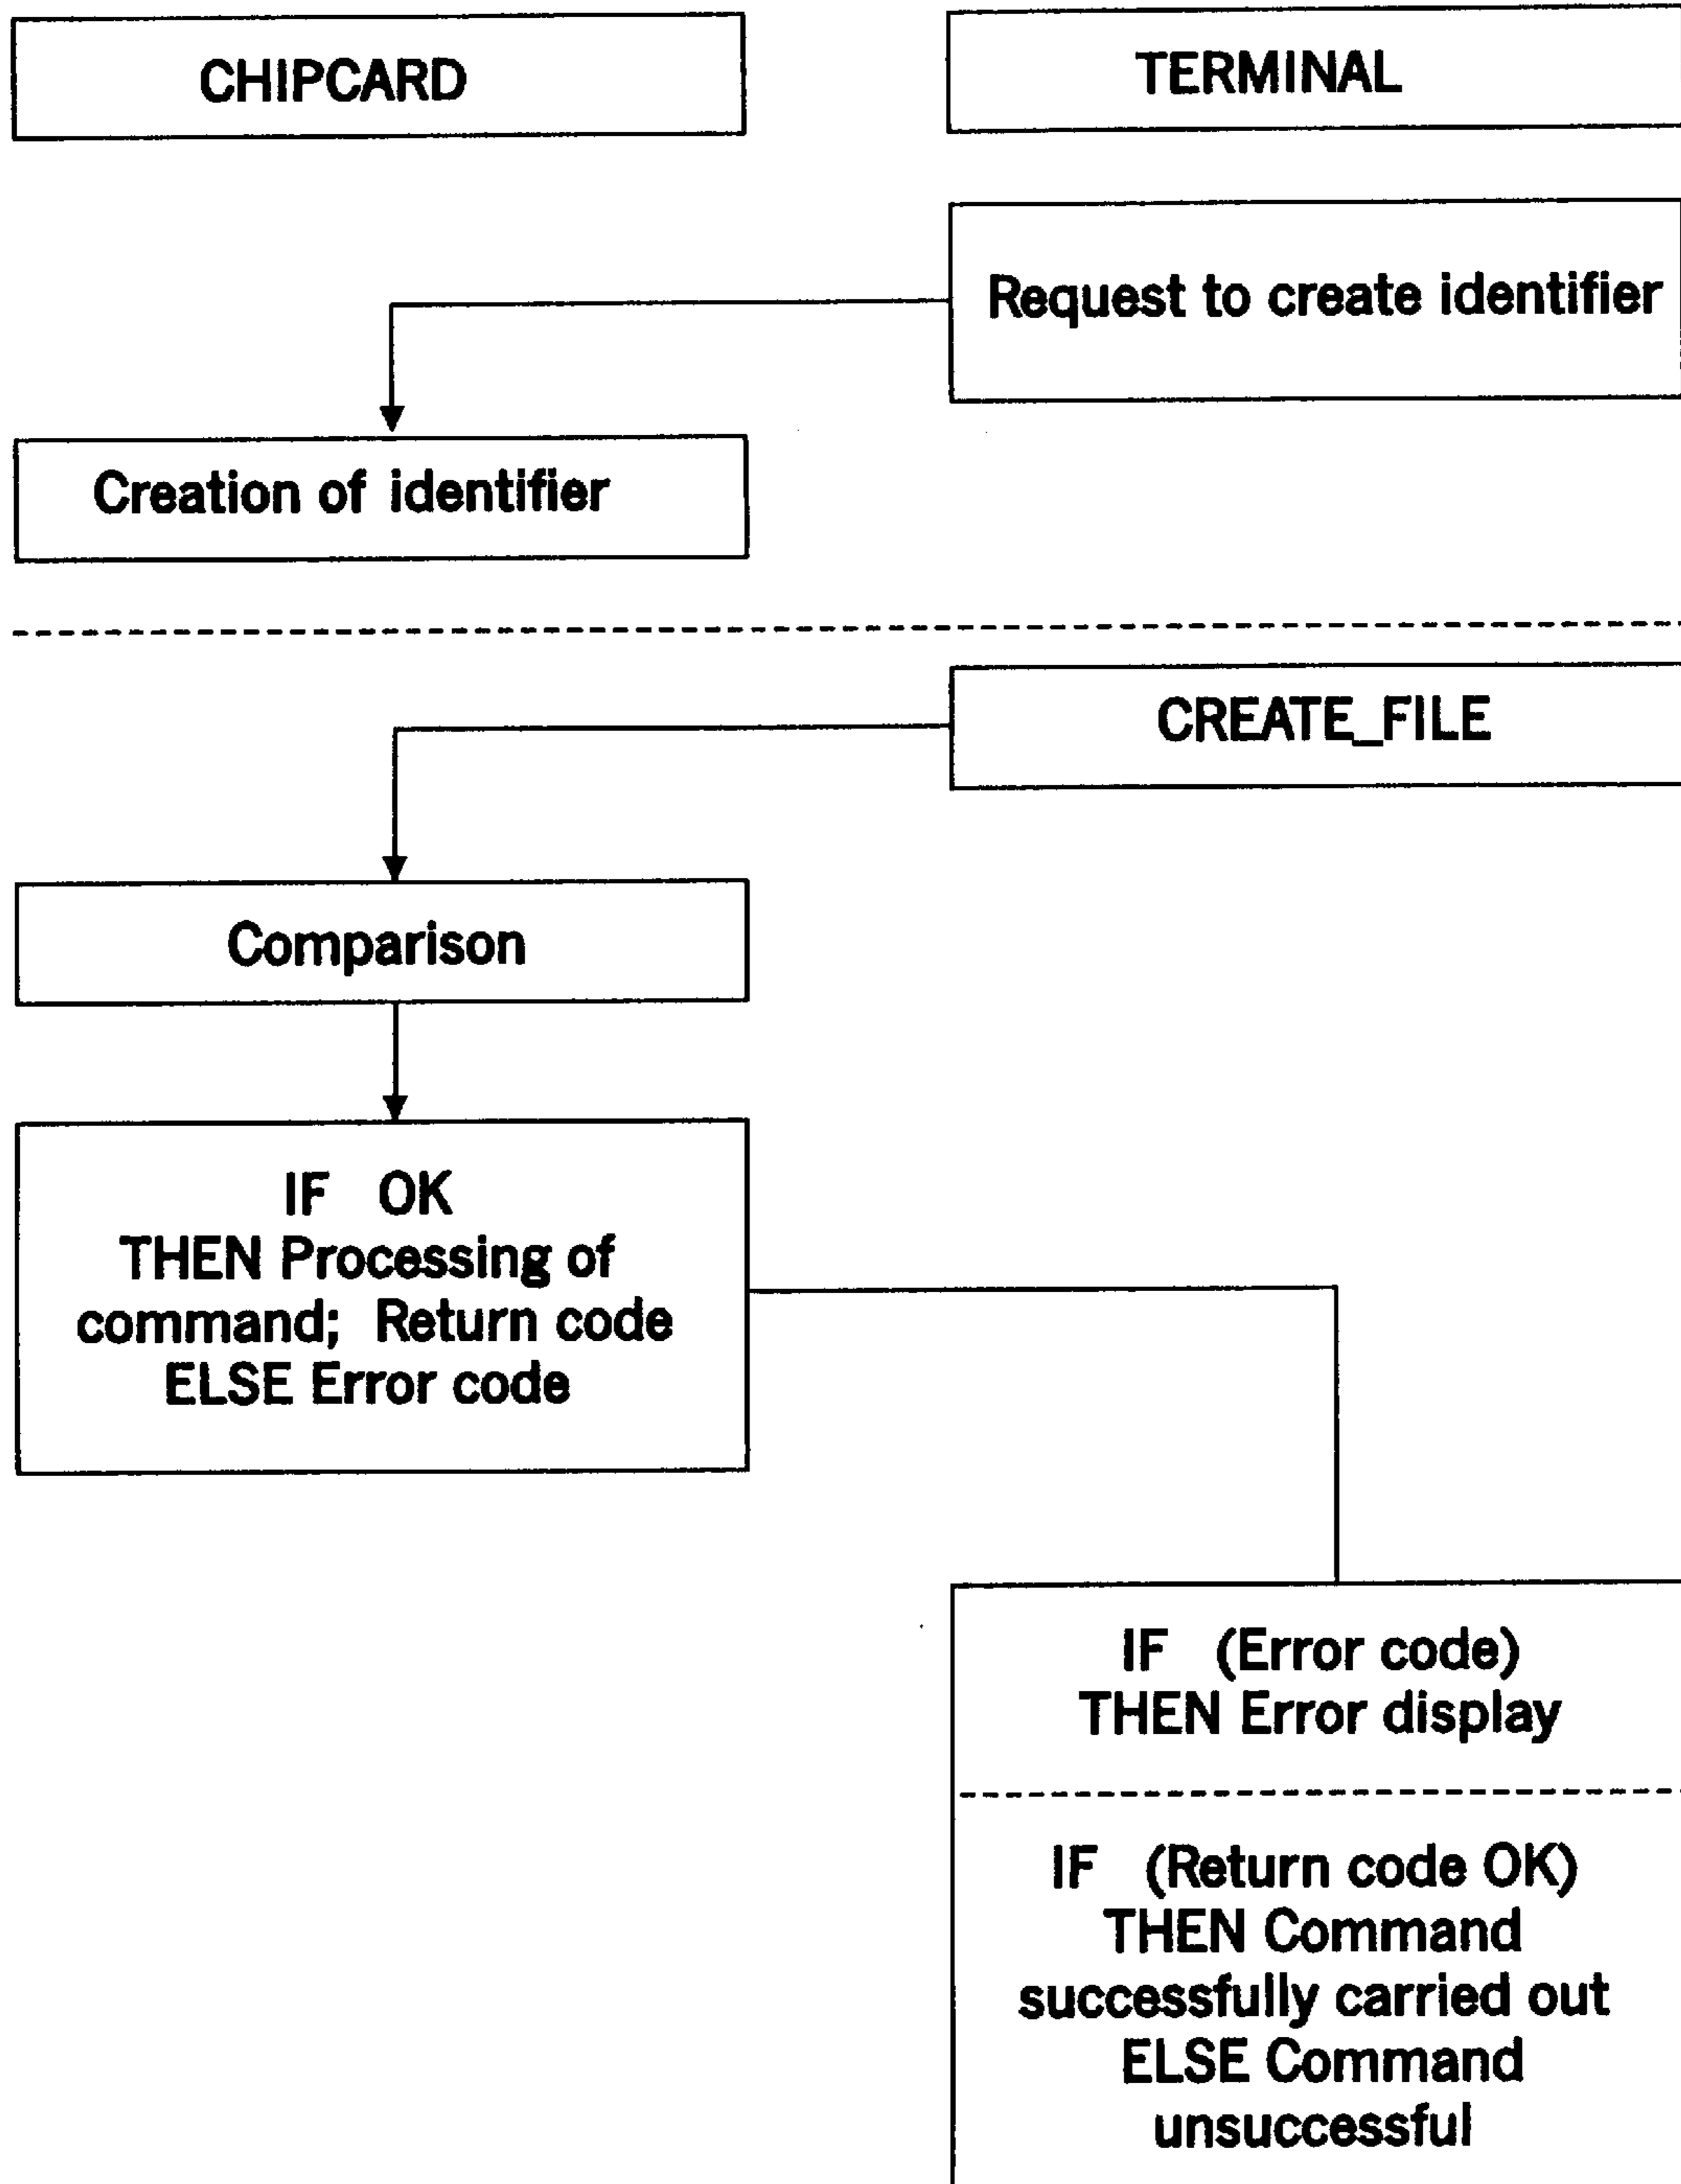 CHIPCARD
TERMINAL
Request to create identifier
Creation of identifier
CREATE_FILE
Comparison
IF OK
THEN Processing of
command; Return code
ELSE Error code
IF (Error code)
THEN Error display
IF (Return code OK)
THEN Command
successfully carried out
ELSE Command
unsuccessful